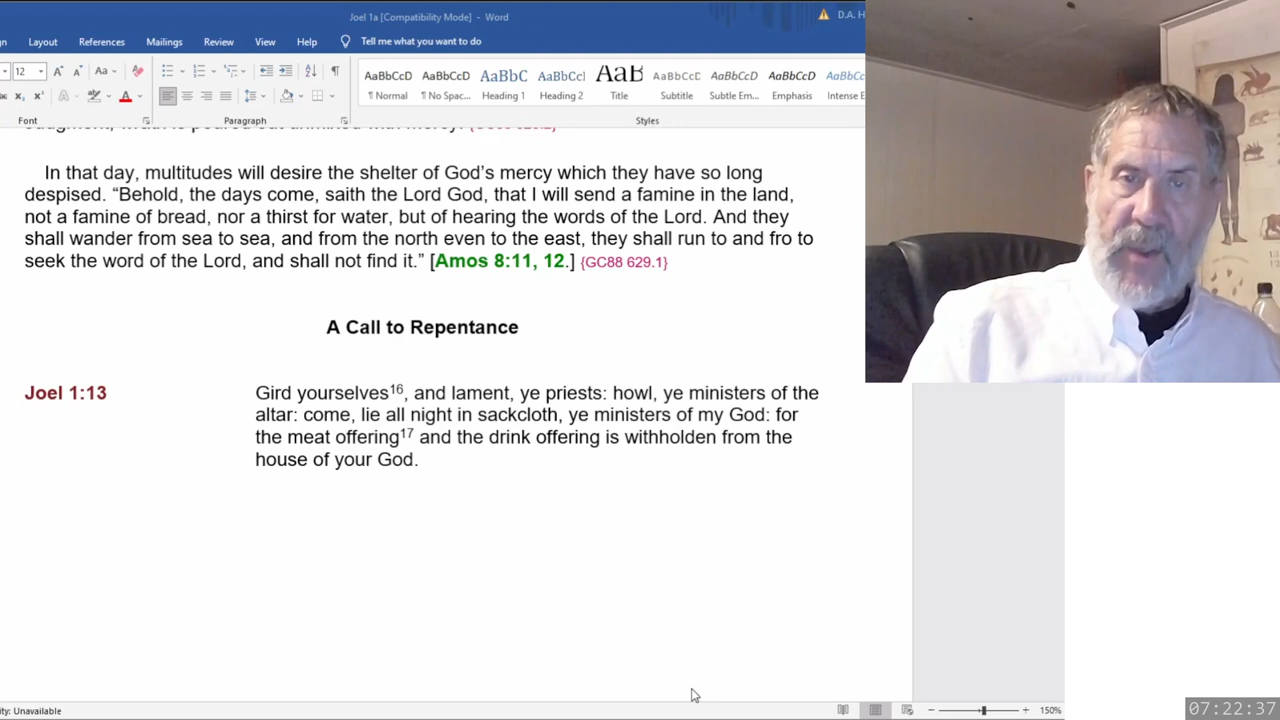 Joel 1a [Compatibility Mode] - Word
D.A. H
Layout References Mailings Review View Help Tell me what you want to do
12 Aa
AaBbCcD AaBbCcD AaBbC AaBbCcI AaB AaBbCcD AaBbCcD AaBbCcD AaBbCc
¶ Normal ¶ No Spac... Heading 1 Heading 2 Title Subtitle Subtle Em... Emphasis Intense E
Font Paragraph Styles
In that day, multitudes will desire the shelter of God's mercy which they have so long
despised. “Behold, the days come, saith the Lord God, that I will send a famine in the land,
not a famine of bread, nor a thirst for water, but of hearing the words of the Lord. And they
shall wander from sea to sea, and from the north even to the east, they shall run to and fro to
seek the word of the Lord, and shall not find it.” [Amos 8:11, 12.] {GC88 629.1}
A Call to Repentance
Joel 1:13 Gird yourselves16, and lament, ye priests: howl, ye ministers of the
altar: come, lie all night in sackcloth, ye ministers of my God: for
the meat offering17 and the drink offering is withholden from the
house of your God.
ity: Unavailable
150%
07:22:37